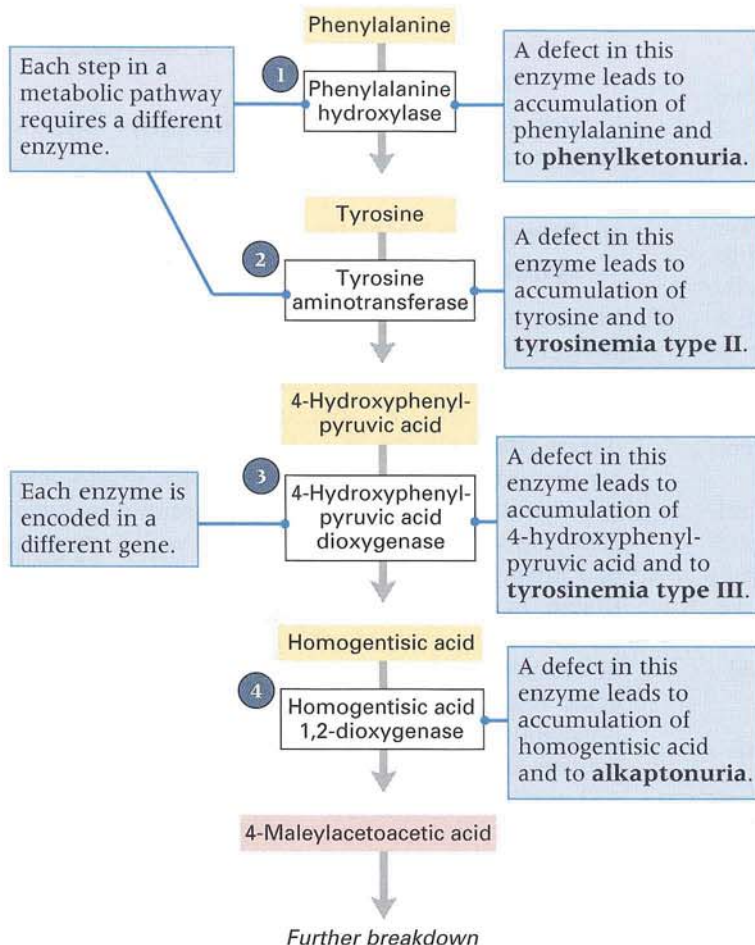 Phenylalanine
Each step in a
metabolic pathway
requires a different
enzyme.
1
Phenylalanine
hydroxylase
A defect in this
enzyme leads to
accumulation of
phenylalanine and
to phenylketonuria.
Tyrosine
2
Tyrosine
aminotransferase
A defect in this
enzyme leads to
accumulation of
tyrosine and to
tyrosinemia type II.
4-Hydroxyphenyl-
pyruvic acid
Each enzyme is
encoded in a
different gene.
3
4-Hydroxyphenyl-
pyruvic acid
dioxygenase
A defect in this
enzyme leads to
accumulation of
4-hydroxyphenyl-
pyruvic acid and to
tyrosinemia type III.
Homogentisic acid
4
Homogentisic acid
1,2-dioxygenase
A defect in this
enzyme leads to
accumulation of
homogentisic acid
and to alkaptonuria.
4-Maleylacetoacetic acid
Further breakdown